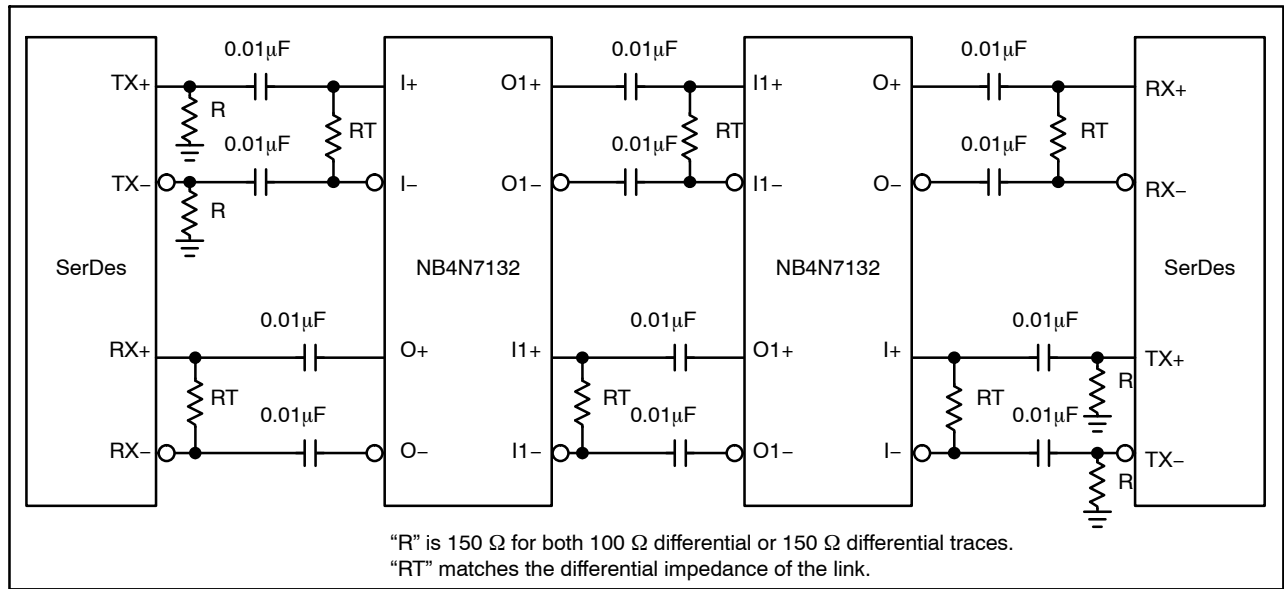 0.01μF 0.01μF 0.01μF
TX+ I+ O1+ I1+ O+ RX+
R RT RT RT
0.01μF 0.01μF 0.01μF
TX− I− O1− I1− O− RX−
R
SerDes NB4N7132 NB4N7132 SerDes
0.01μF 0.01μF 0.01μF
RX+ O+ I1+ O1+ I+ TX+
RT RT RT R
0.01μF 0.01μF 0.01μF
RX− O− I1− O1− I− TX−
R
“R” is 150 Ω for both 100 Ω differential or 150 Ω differential traces.
“RT” matches the differential impedance of the link.